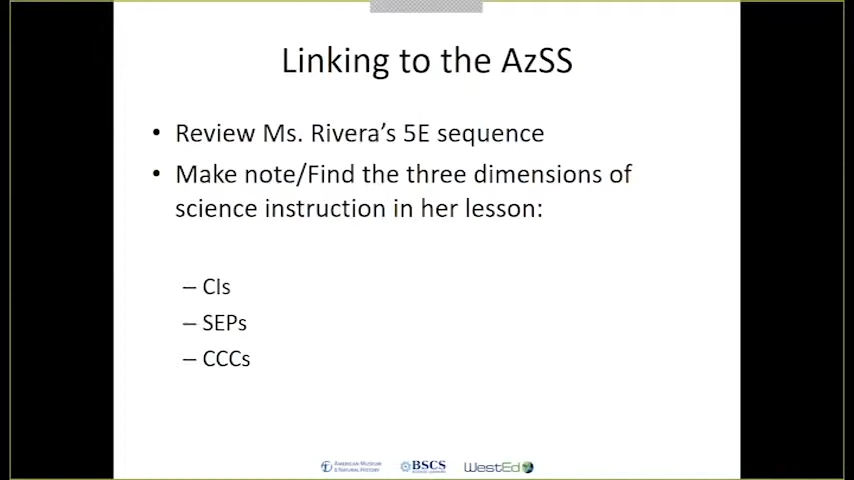 Linking to the AzSS
• Review Ms. Rivera's 5E sequence
• Make note/Find the three dimensions of
science instruction in her lesson:
– CIs
– SEPs
– CCCs
AMERICAN MUSEUM
& NATURAL HISTORY
BSCS
WestEd